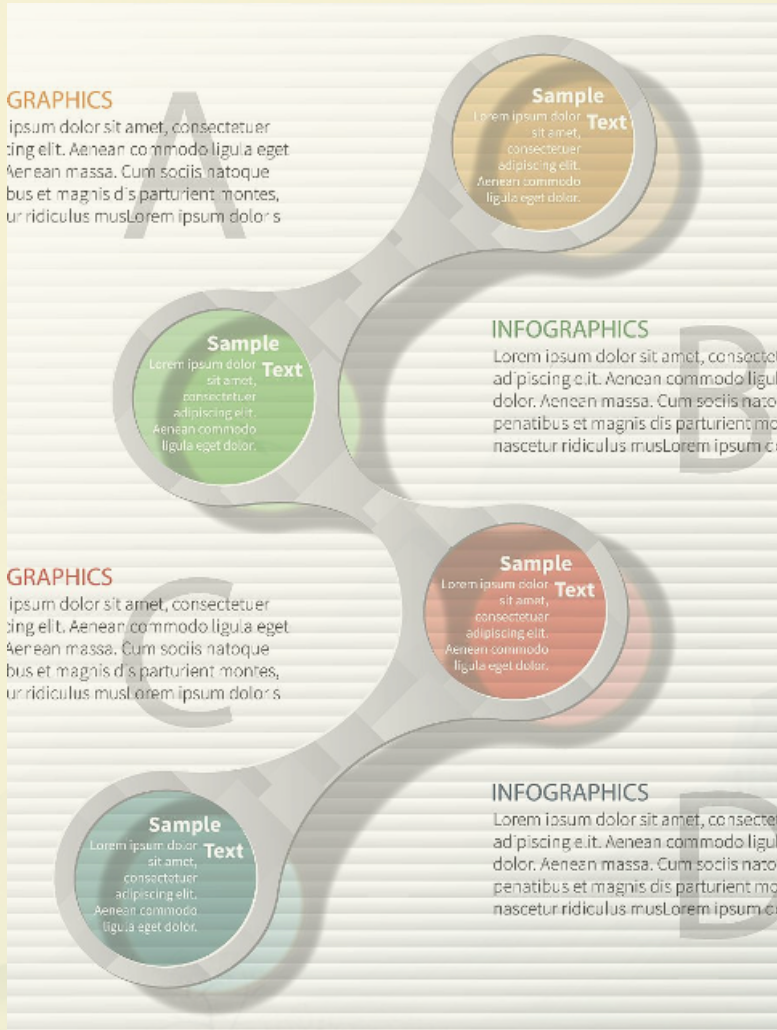 A
GRAPHICS
ipsum dolor sit amet, consectetuer
cing elit. Aenean commodo ligula eget
Aenean massa. Cum sociis natoque
bus et magnis dis parturient montes,
ur ridiculus musLorem ipsum dolor s
Sample
Text
Lorem ipsum dolor
sit amet,
consectetuer
adipiscing elit.
Aenean commodo
ligula eget dolor.
Sample
Text
Lorem ipsum dolor
sit amet,
consectetuer
adipiscing elit.
Aenean commodo
ligula eget dolor.
B
INFOGRAPHICS
Lorem ipsum dolor sit amet, consectet
adipiscing elit. Aenean commodo ligul
dolor. Aenean massa. Cum sociis nato
penatibus et magnis dis parturient mo
nascetur ridiculus musLorem ipsum
C
GRAPHICS
ipsum dolor sit amet, consectetuer
cing elit. Aenean commodo ligula eget
Aenean massa. Cum sociis natoque
bus et magnis dis parturient montes,
ur ridiculus musLorem ipsum dolor s
Sample
Text
Lorem ipsum dolor
sit amet,
consectetuer
adipiscing elit.
Aenean commodo
ligula eget dolor.
Sample
Text
Lorem ipsum dolor
sit amet,
consectetuer
adipiscing elit.
Aenean commodo
ligula eget dolor.
D
INFOGRAPHICS
Lorem ipsum dolor sit amet, consectet
adipiscing elit. Aenean commodo ligul
dolor. Aenean massa. Cum sociis nato
penatibus et magnis dis parturient mo
nascetur ridiculus musLorem ipsum